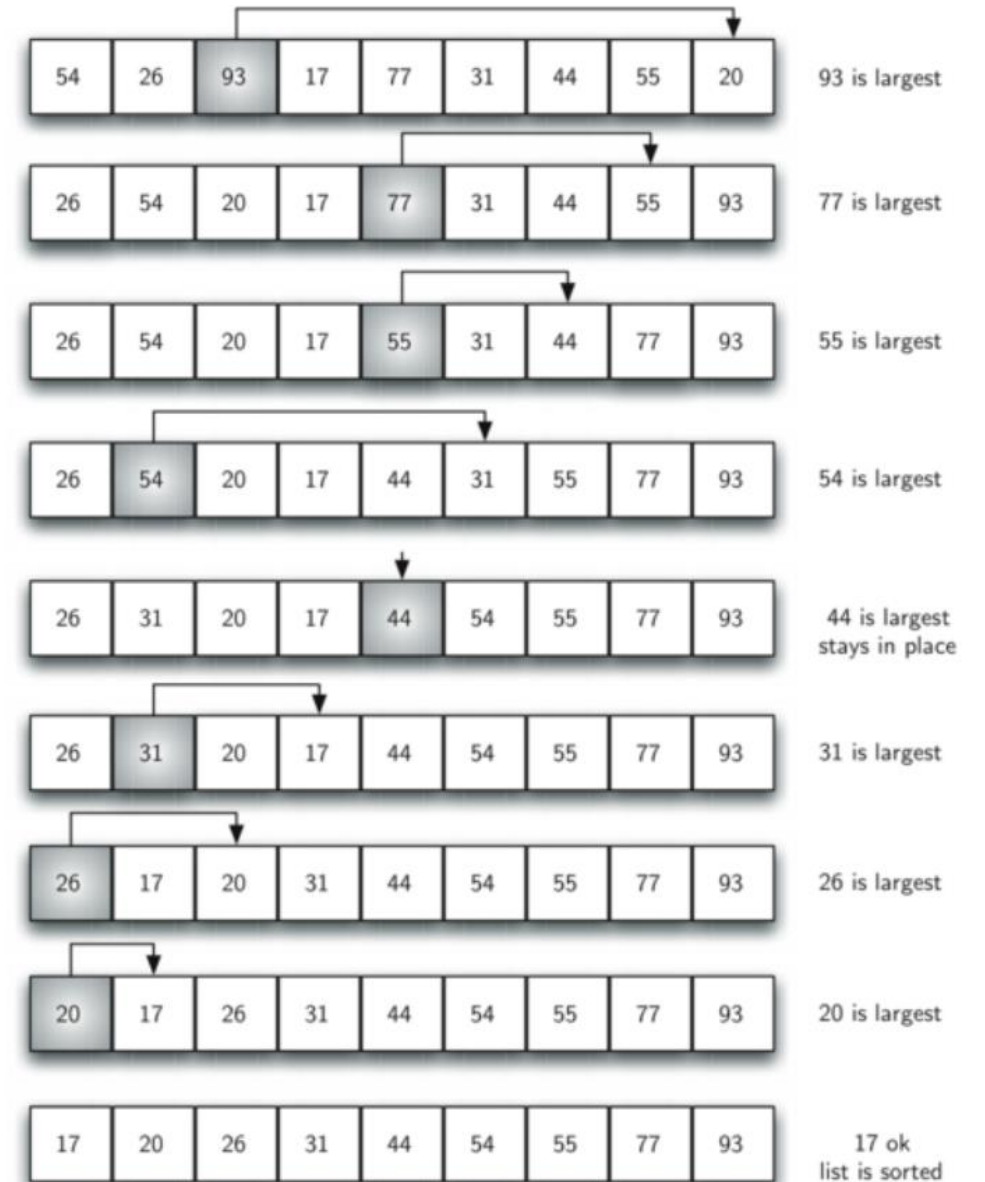 54 26 93 17 77 31 44 55 20 93 is largest
26 54 20 17 77 31 44 55 93 77 is largest
26 54 20 17 55 31 44 77 93 55 is largest
26 54 20 17 44 31 55 77 93 54 is largest
26 31 20 17 44 54 55 77 93 44 is largest
stays in place
26 31 20 17 44 54 55 77 93 31 is largest
26 17 20 31 44 54 55 77 93 26 is largest
20 17 26 31 44 54 55 77 93 20 is largest
17 20 26 31 44 54 55 77 93 17 ok
list is sorted